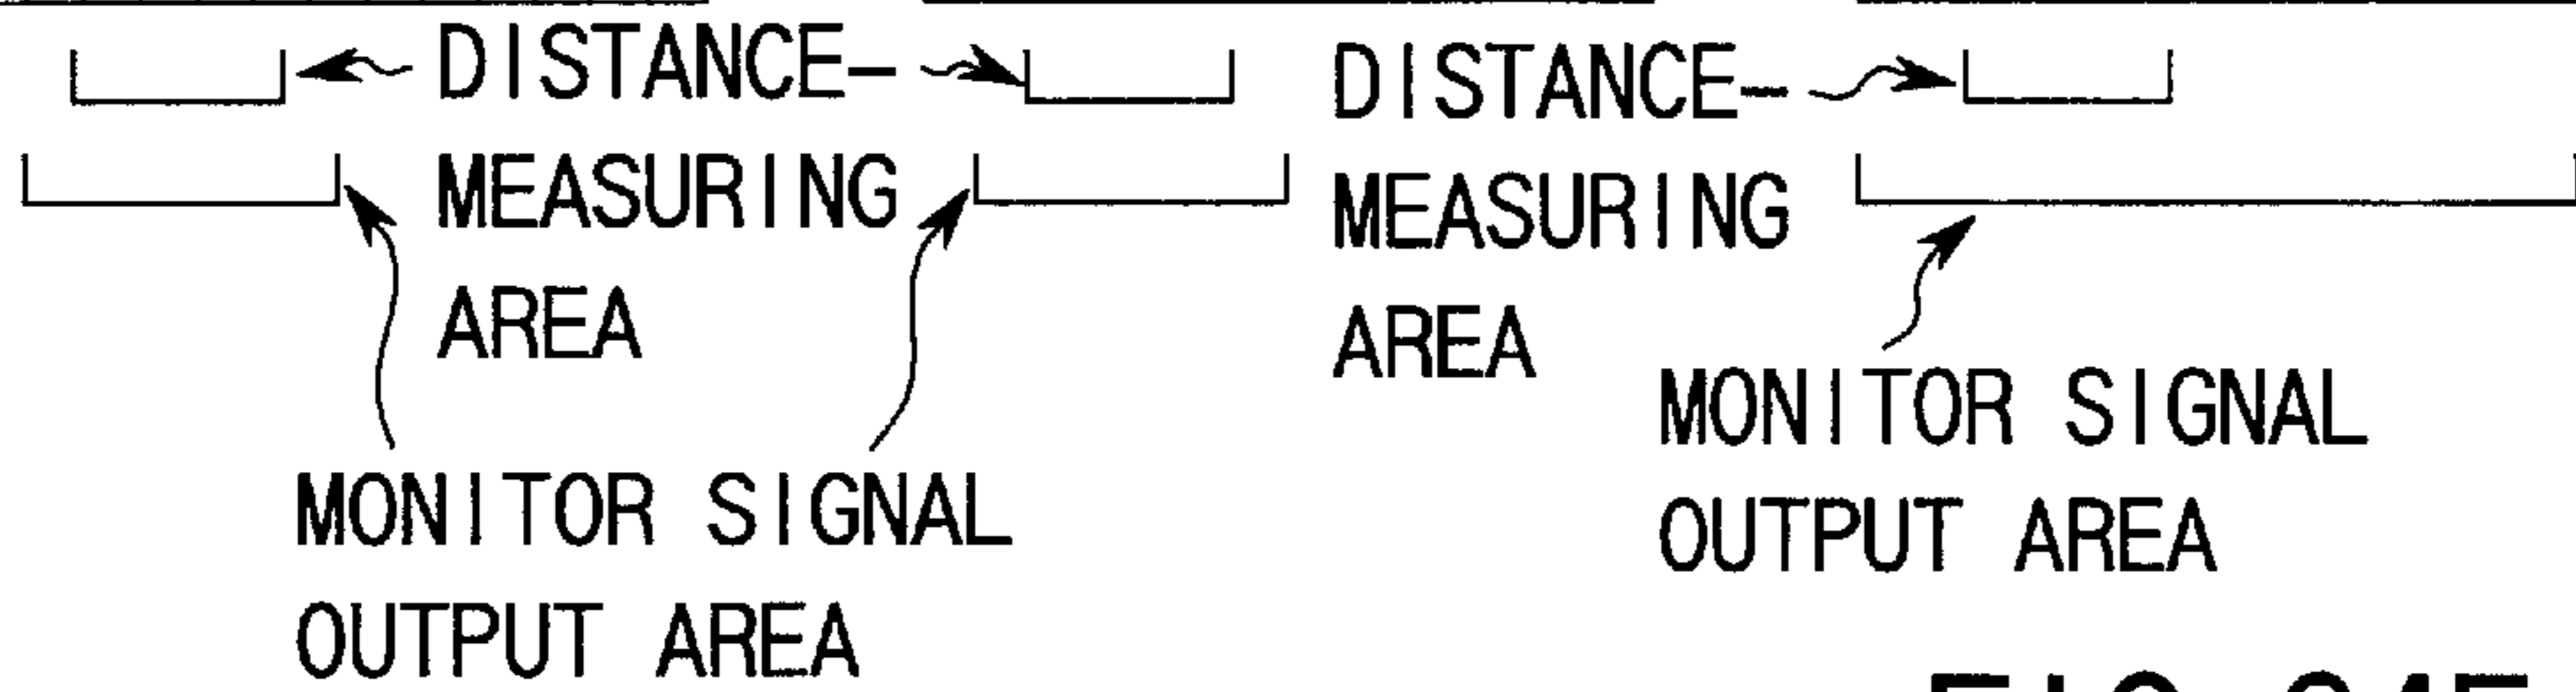 DISTANCE-
MEASURING
AREA
MONITOR SIGNAL
OUTPUT AREA
DISTANCE-
MEASURING
AREA
MONITOR SIGNAL
OUTPUT AREA